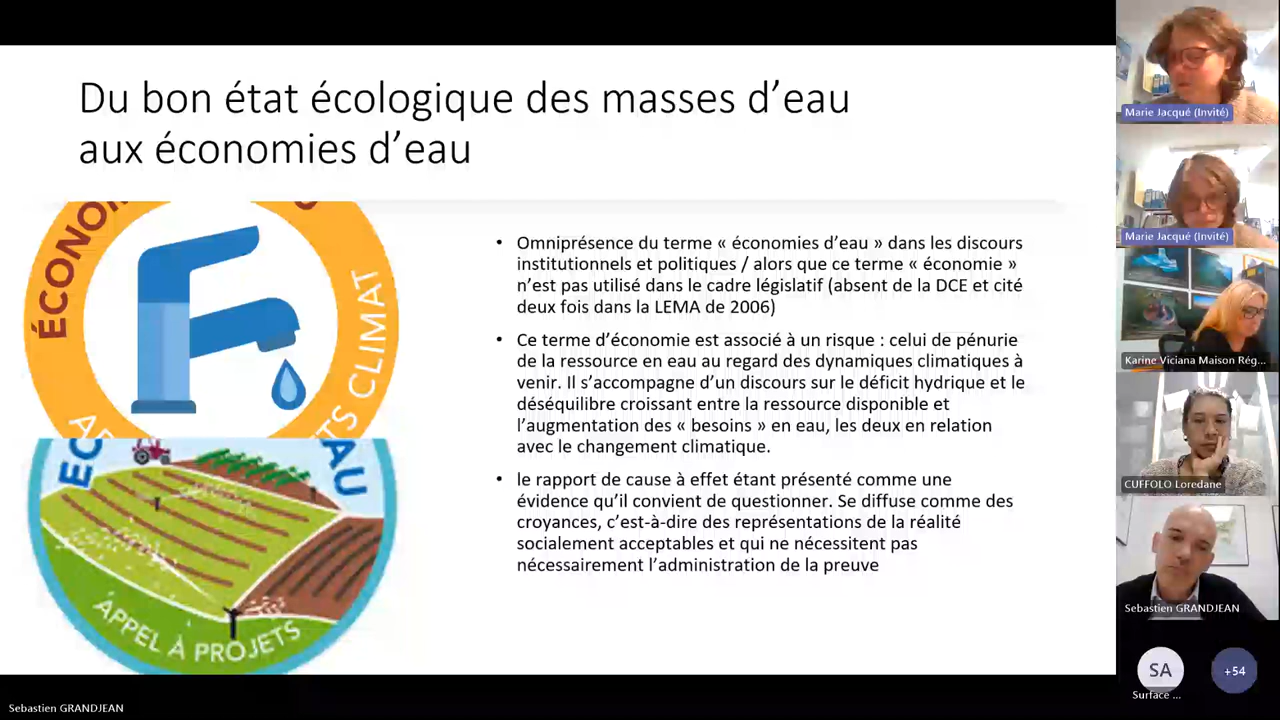 Du bon état écologique des masses d’eau
aux économies d’eau
ÉCONOM
TS CLIMAT
EC
AU
APPEL À PROJETS
• Omniprésence du terme « économies d’eau » dans les discours
institutionnels et politiques / alors que ce terme « économie »
n’est pas utilisé dans le cadre législatif (absent de la DCE et cité
deux fois dans la LEMA de 2006)
• Ce terme d’économie est associé à un risque : celui de pénurie
de la ressource en eau au regard des dynamiques climatiques à
venir. Il s’accompagne d’un discours sur le déficit hydrique et le
déséquilibre croissant entre la ressource disponible et
l’augmentation des « besoins » en eau, les deux en relation
avec le changement climatique.
• le rapport de cause à effet étant présenté comme une
évidence qu’il convient de questionner. Se diffuse comme des
croyances, c’est-à-dire des représentations de la réalité
socialement acceptables et qui ne nécessitent pas
nécessairement l’administration de la preuve
Marie Jacqué (Invité)
Marie Jacqué (Invité)
Karine Viciana Maison Rég...
CUFFOLO Loredane
Sebastien GRANDJEAN
SA
+54
Surface ...
Sebastien GRANDJEAN